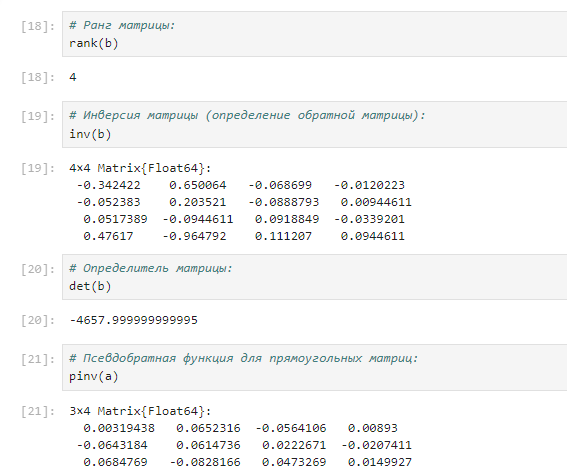 [18]: # Ранг матрицы:
rank(b)
[18]: 4
[19]: # Инверсия матрицы (определение обратной матрицы):
inv(b)
[19]: 4×4 Matrix{Float64}:
-0.342422 0.650064 -0.068699 -0.0120223
-0.052383 0.203521 -0.0888793 0.00944611
0.0517389 -0.0944611 0.0918849 -0.0339201
0.47617 -0.964792 0.111207 0.0944611
[20]: # Определитель матрицы:
det(b)
[20]: -4657.999999999995
[21]: # Псевдобратная функция для прямоугольных матриц:
pinv(a)
[21]: 3×4 Matrix{Float64}:
0.00319438 0.0652316 -0.0564106 0.00893
-0.0643184 0.0614736 0.0222671 -0.0207411
0.0684769 -0.0828166 0.0473269 0.0149927